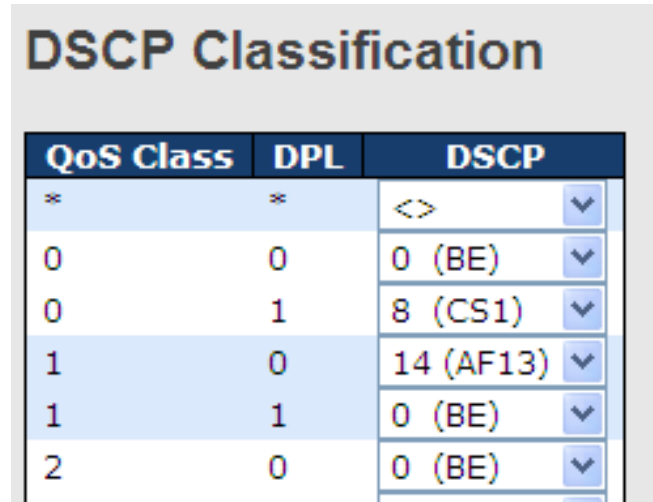 DSCP Classification
QoS Class DPL DSCP
* * <>
0 0 0 (BE)
0 1 8 (CS1)
1 0 14 (AF13)
1 1 0 (BE)
2 0 0 (BE)